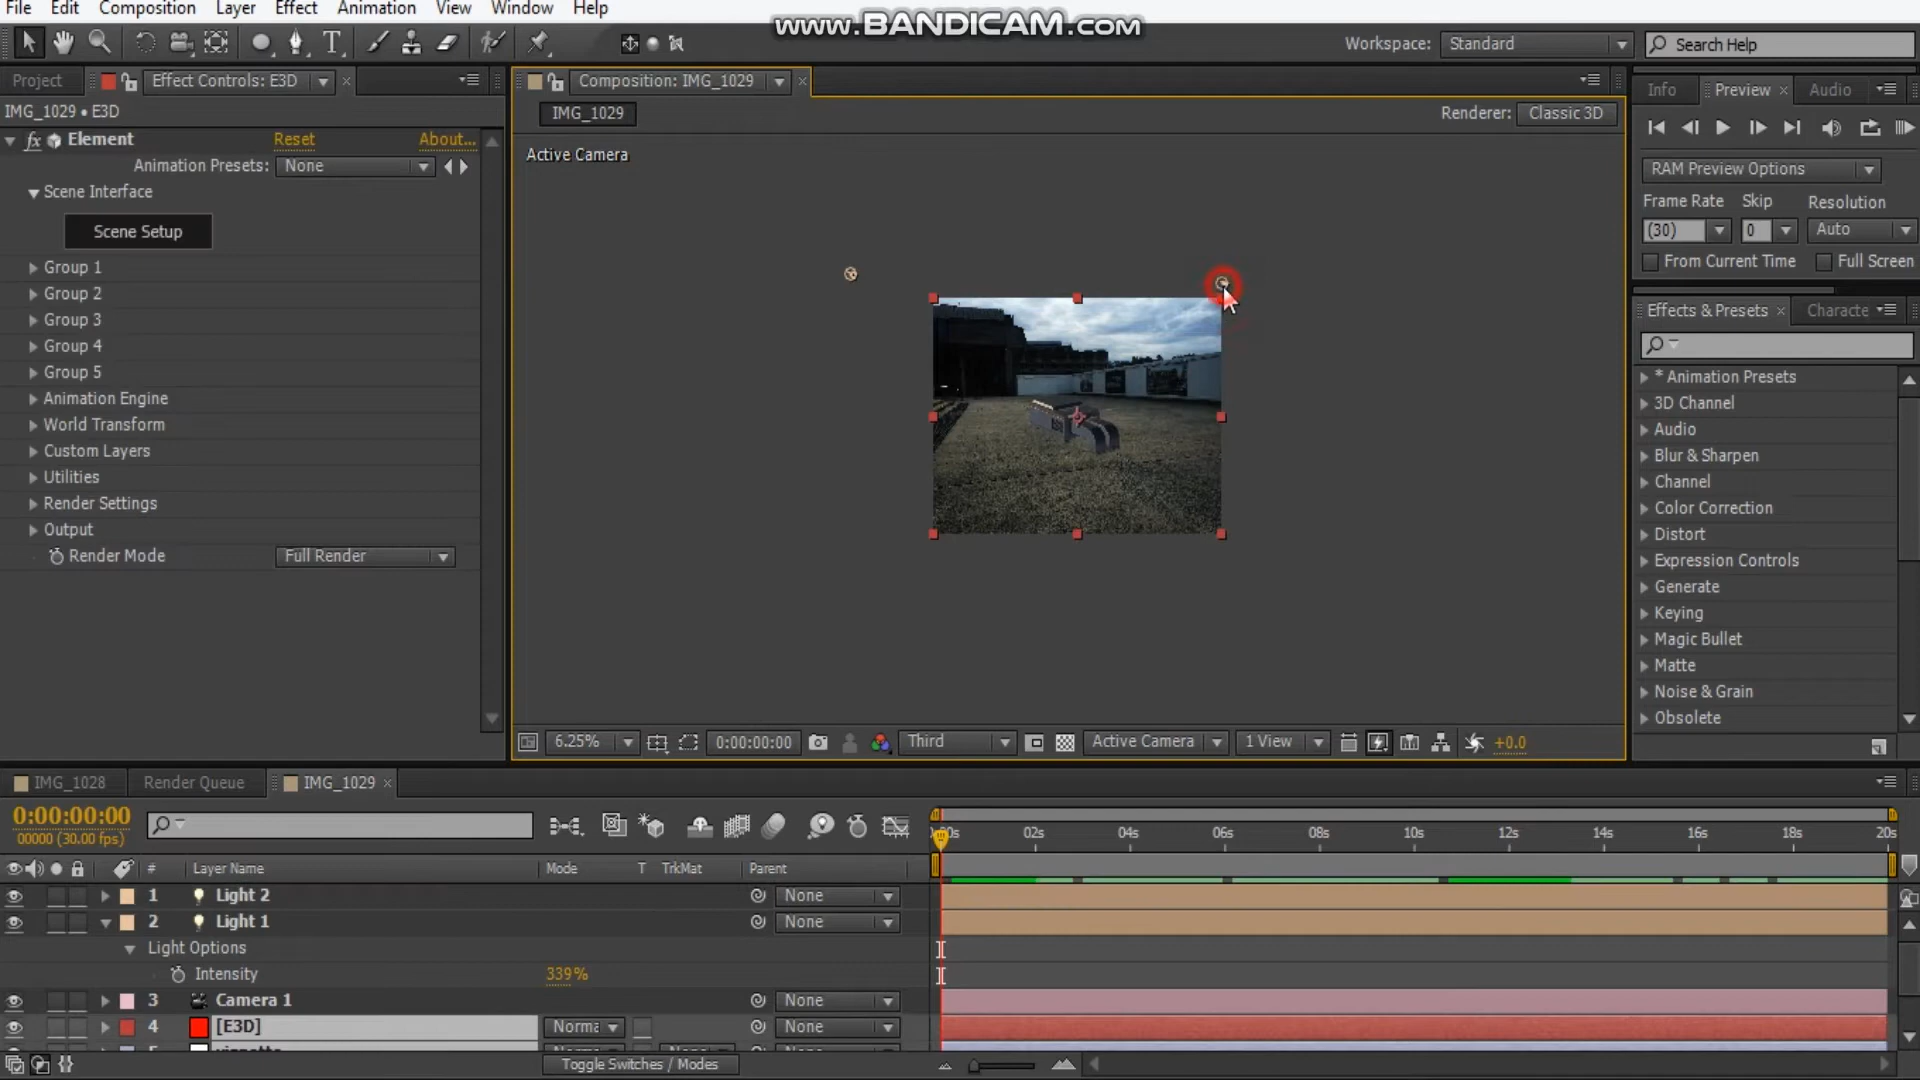 File Edit Composition Layer Effect Animation View Window Help
www.BANDICAM.com
Workspace: Standard Search Help
Project Effect Controls: E3D Composition: IMG_1029 Info Preview Audio
IMG_1029 • E3D IMG_1029 Renderer: Classic 3D
fx Element Reset About...
Animation Presets: None
Active Camera
Scene Interface
Scene Setup
Group 1
Group 2
Group 3
Group 4
Group 5
Animation Engine
World Transform
Custom Layers
Utilities
Render Settings
Output
Render Mode Full Render
RAM Preview Options
Frame Rate Skip Resolution
(30) 0 Auto
From Current Time Full Screen
Effects & Presets Characte
* Animation Presets
3D Channel
Audio
Blur & Sharpen
Channel
Color Correction
Distort
Expression Controls
Generate
Keying
Magic Bullet
Matte
Noise & Grain
Obsolete
6.25% 0:00:00:00 Third Active Camera 1 View +0.0
IMG_1028 Render Queue IMG_1029
0:00:00:00
00000 (30.00 fps)
02s 04s 06s 08s 10s 12s 14s 16s 18s 20s
# Layer Name Mode T TrkMat Parent
1 Light 2 None
2 Light 1 None
Light Options
Intensity 339%
3 Camera 1 None
4 [E3D] Norma None
Toggle Switches / Modes